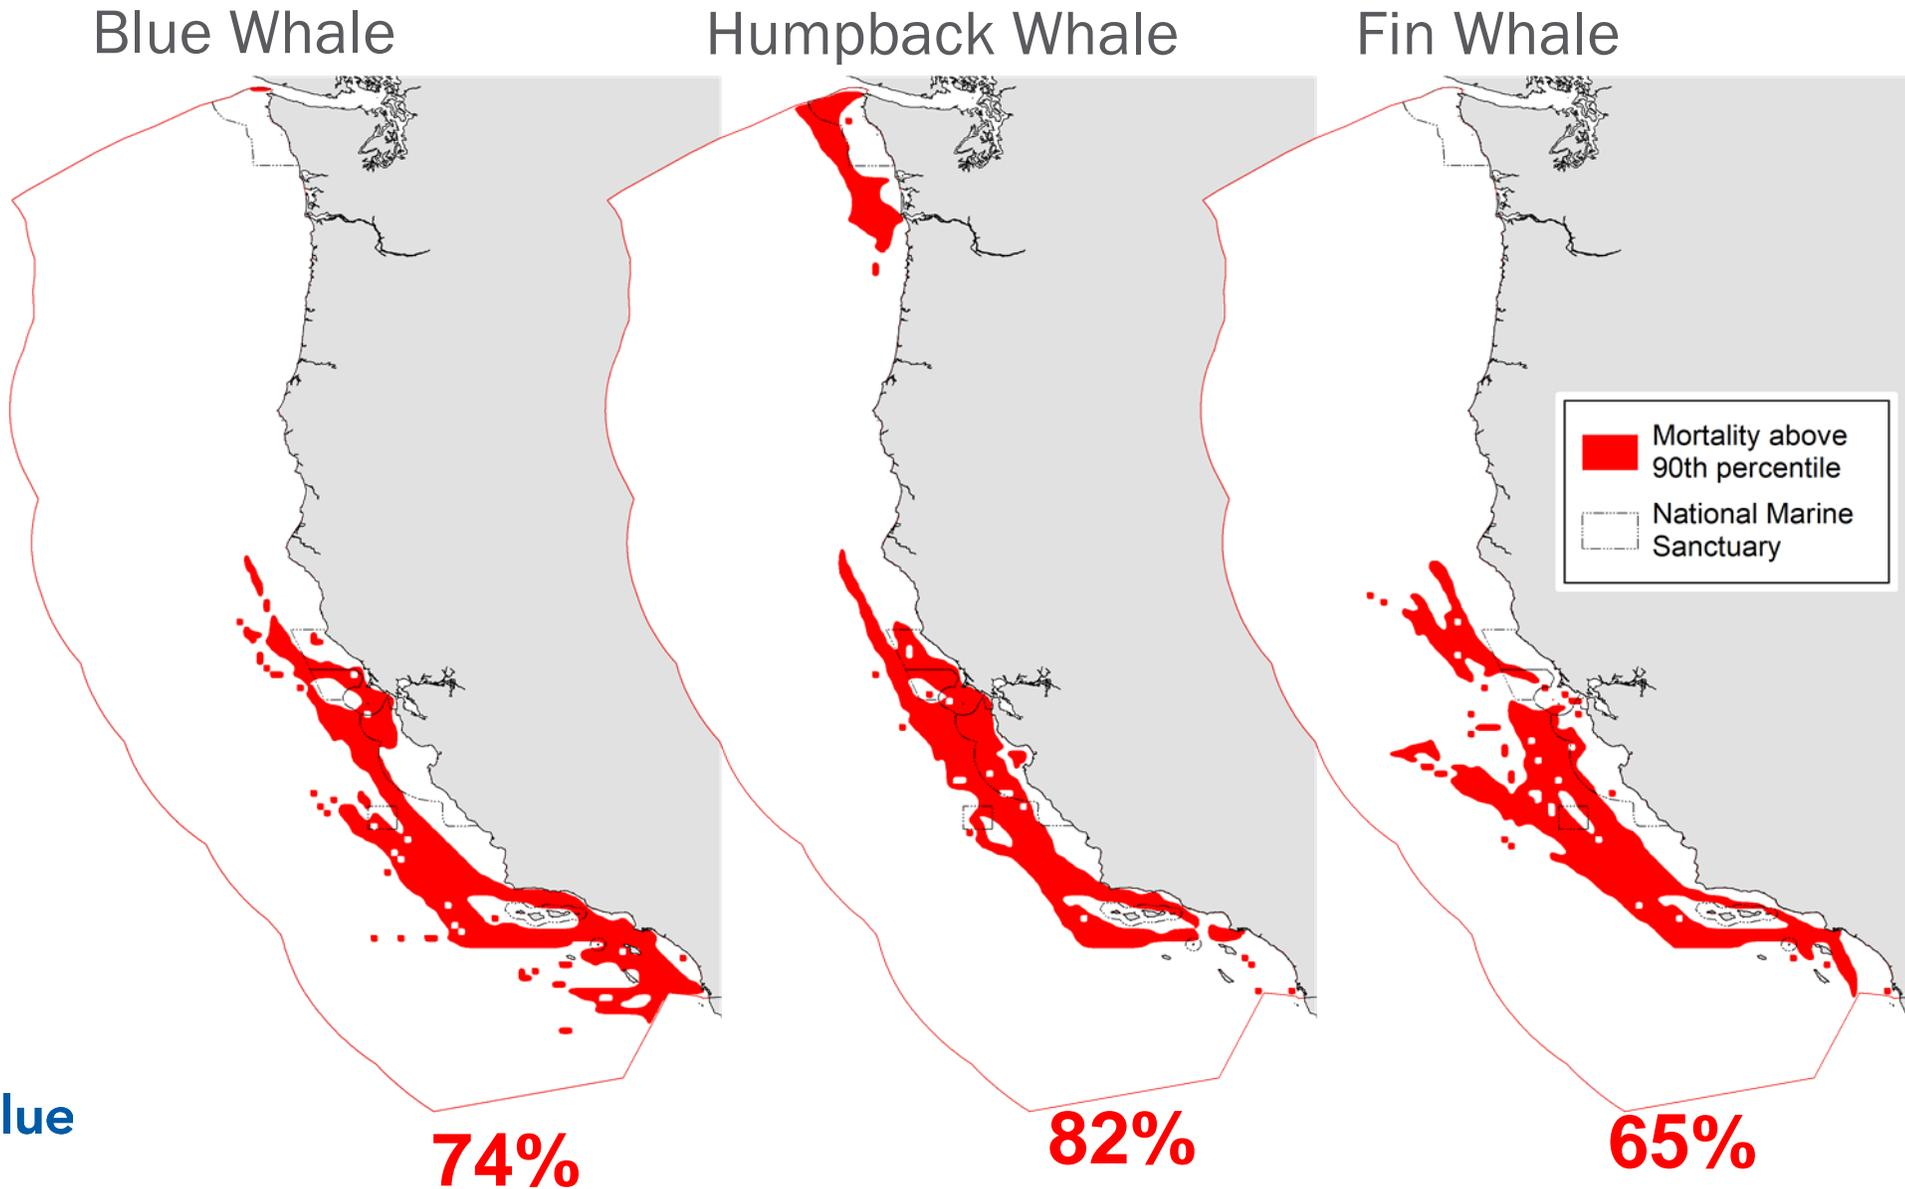 Blue Whale
Humpback Whale
Fin Whale
Mortality above
90th percentile
National Marine
Sanctuary
lue
74%
82%
65%